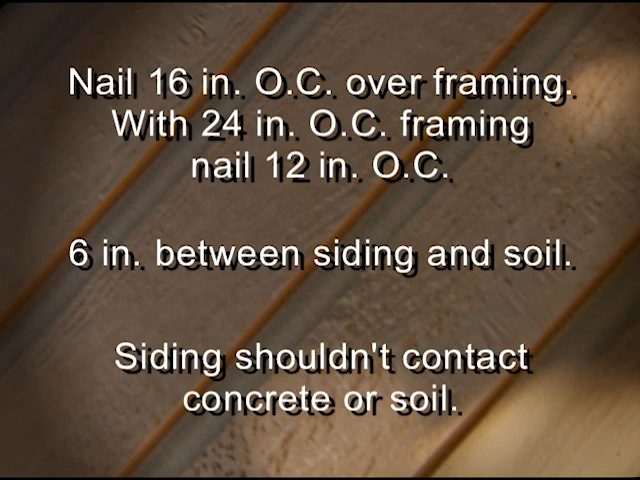 Nail 16 in. O.C. over framing.
With 24 in. O.C. framing
nail 12 in. O.C.
6 in. between siding and soil.
Siding shouldn't contact
concrete or soil.